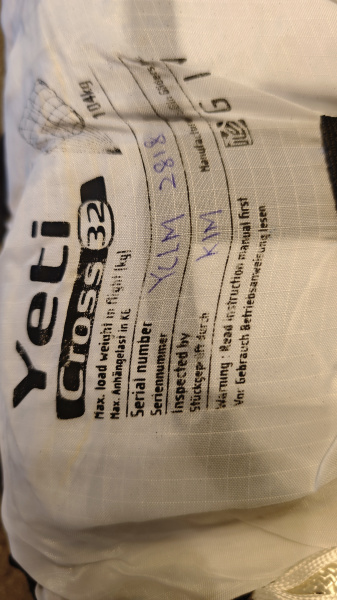 Yeti
Cross 32
Max. load weight in flight (kg) 104kg
Max. Anhängelast in KG
Serial number YCLM 2818
Seriennummer
Inspected by KIM
Stückgeprüft durch
Warning : Read instruction manual first
Vor Gebrauch Betriebsanweisung lesen